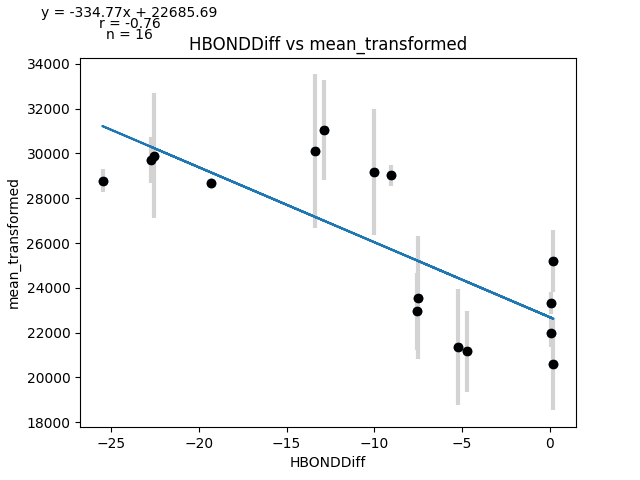 y = -334.77x + 22685.69
r = -0.76
n = 16
HBONDDiff vs mean_transformed
34000
32000
30000
28000
26000
24000
22000
20000
18000
mean_transformed
−25
−20
−15
−10
−5
0
HBONDDiff